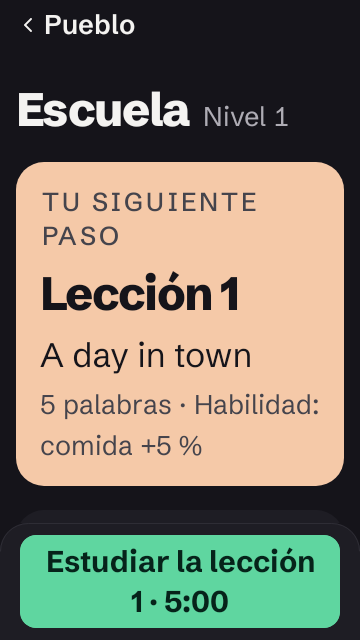 Pueblo
Escuela Nivel 1
TU SIGUIENTE
PASO
Lección 1
A day in town
5 palabras · Habilidad:
comida +5 %
Estudiar la lección
1 · 5:00